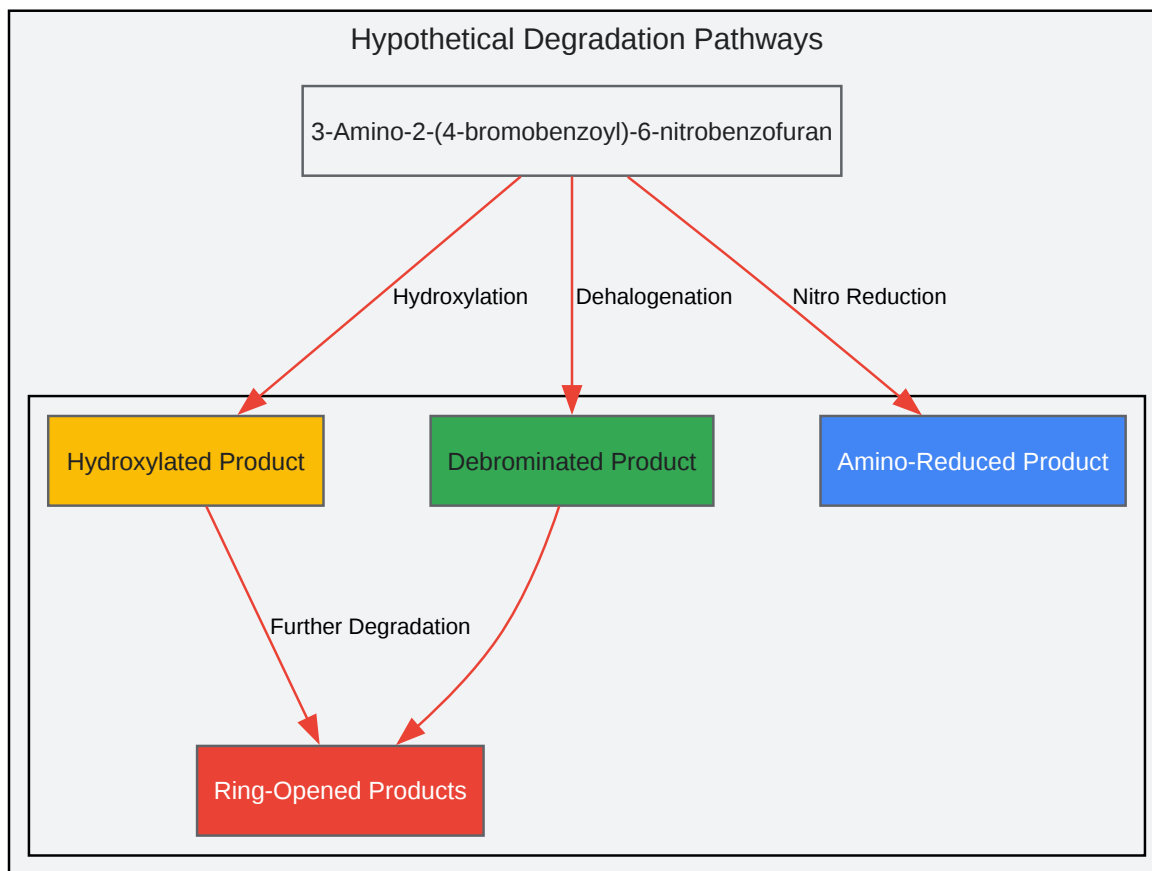 Hypothetical Degradation Pathways
3-Amino-2-(4-bromobenzoyl)-6-nitrobenzofuran
Hydroxylation
Dehalogenation
Nitro Reduction
Hydroxylated Product
Debrominated Product
Amino-Reduced Product
Further Degradation
Ring-Opened Products